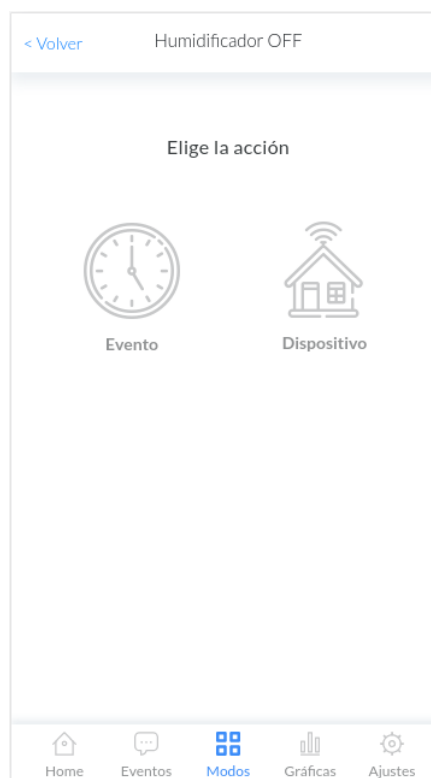 < Volver
Humidificador OFF
Elige la acción
Evento
Dispositivo
Home
Eventos
Modos
Gráficas
Ajustes